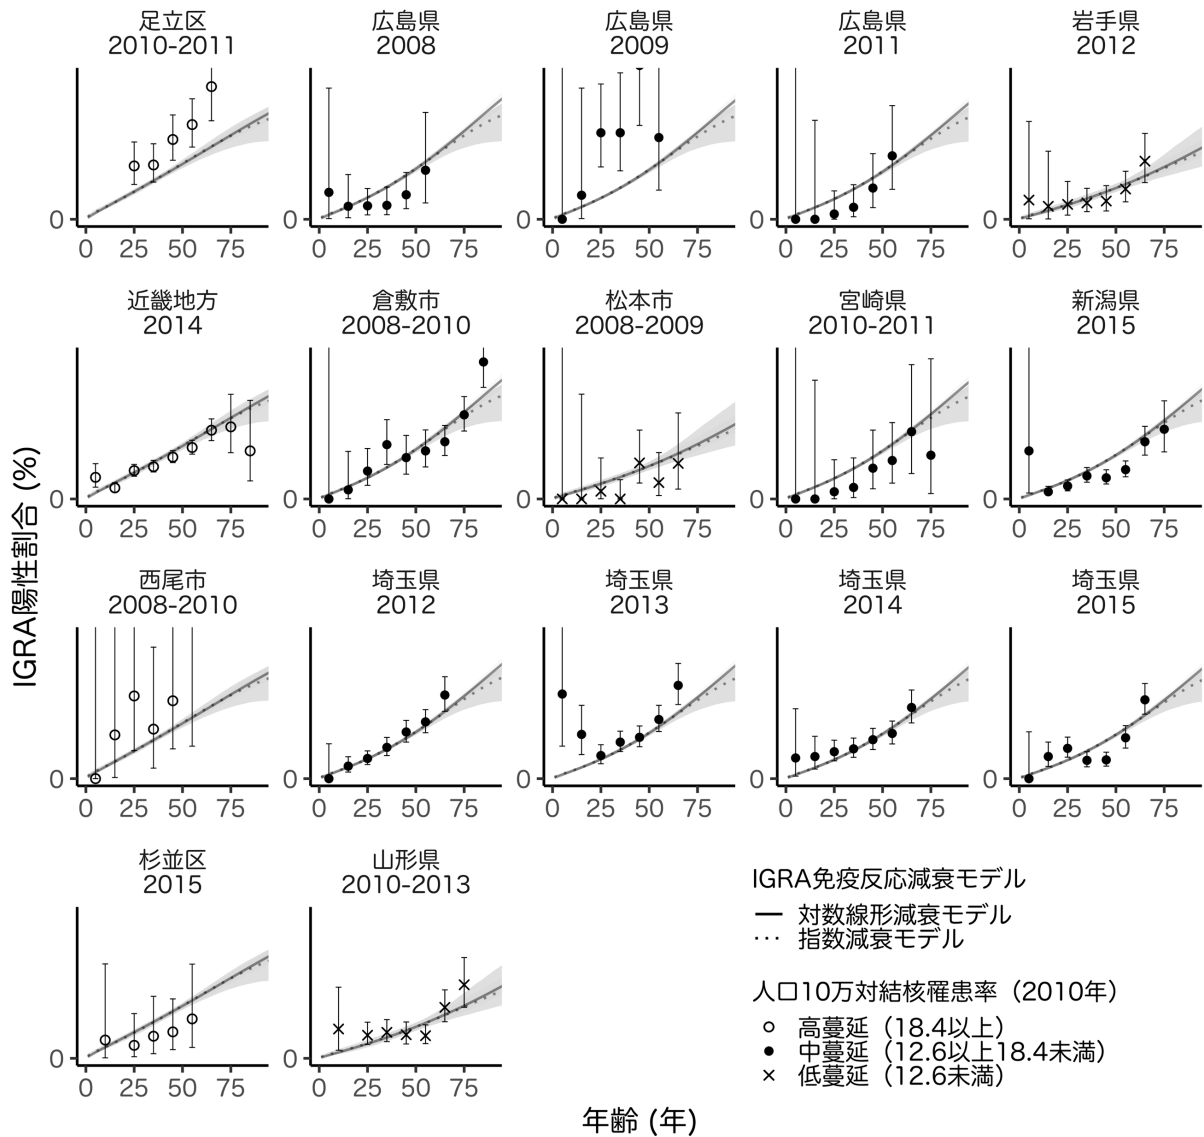 足立区
2010-2011
広島県
2008
広島県
2009
広島県
2011
岩手県
2012
0
0
0
0
0
0 25 50 75
0 25 50 75
0 25 50 75
0 25 50 75
0 25 50 75
近畿地方
2014
倉敷市
2008-2010
松本市
2008-2009
宮崎県
2010-2011
新潟県
2015
0
0
0
0
0
0 25 50 75
0 25 50 75
0 25 50 75
0 25 50 75
0 25 50 75
IGRA陽性割合 (%)
西尾市
2008-2010
埼玉県
2012
埼玉県
2013
埼玉県
2014
埼玉県
2015
0
0
0
0
0
0 25 50 75
0 25 50 75
0 25 50 75
0 25 50 75
0 25 50 75
杉並区
2015
山形県
2010-2013
0
0
0 25 50 75
0 25 50 75
IGRA免疫反応減衰モデル
対数線形減衰モデル
指数減衰モデル
人口10万対結核罹患率（2010年）
高蔓延（18.4以上）
中蔓延（12.6以上18.4未満）
低蔓延（12.6未満）
年齢 (年)